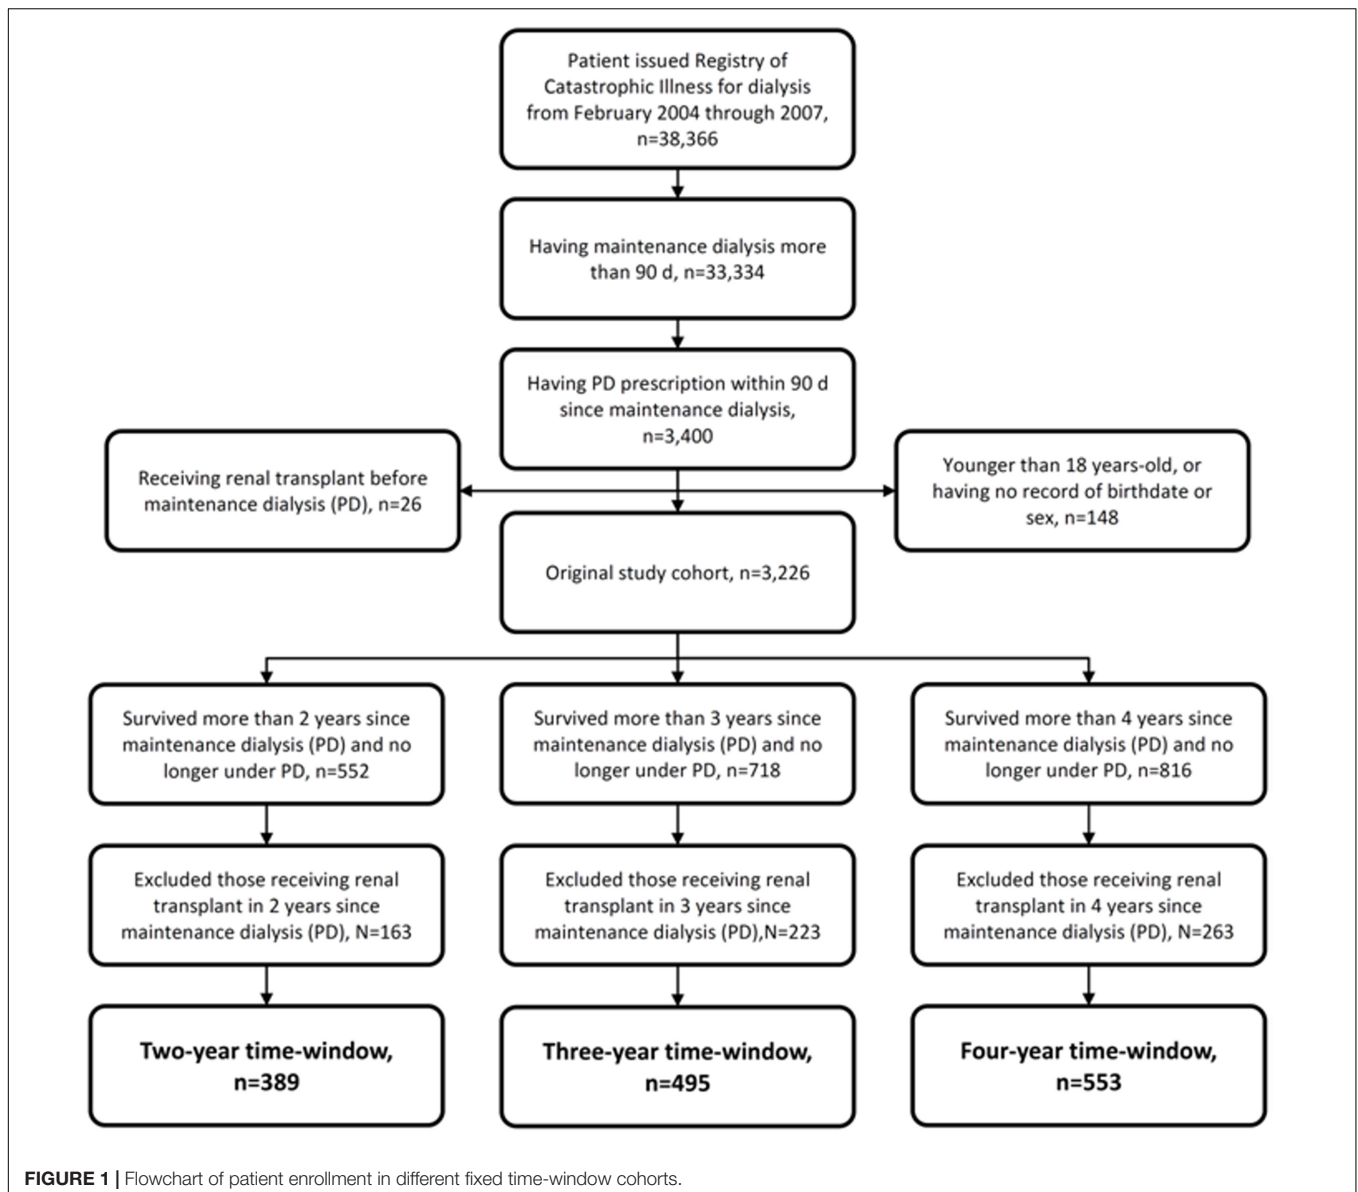 Patient issued Registry of
Catastrophic Illness for dialysis
from February 2004 through 2007,
n=38,366
Having maintenance dialysis more
than 90 d, n=33,334
Having PD prescription within 90 d
since maintenance dialysis,
n=3,400
Receiving renal transplant before
maintenance dialysis (PD), n=26
Younger than 18 years-old, or
having no record of birthdate or
sex, n=148
Original study cohort, n=3,226
Survived more than 2 years since
maintenance dialysis (PD) and no
longer under PD, n=552
Survived more than 3 years since
maintenance dialysis (PD) and no
longer under PD, n=718
Survived more than 4 years since
maintenance dialysis (PD) and no
longer under PD, n=816
Excluded those receiving renal
transplant in 2 years since
maintenance dialysis (PD), N=163
Excluded those receiving renal
transplant in 3 years since
maintenance dialysis (PD),N=223
Excluded those receiving renal
transplant in 4 years since
maintenance dialysis (PD), N=263
Two-year time-window,
n=389
Three-year time-window,
n=495
Four-year time-window,
n=553
FIGURE 1 | Flowchart of patient enrollment in different fixed time-window cohorts.